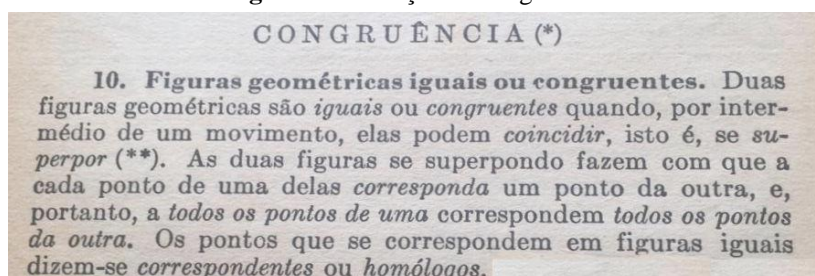 CONGRUÊNCIA (*)
10. Figuras geométricas iguais ou congruentes. Duas
figuras geométricas são iguais ou congruentes quando, por inter-
médio de um movimento, elas podem coincidir, isto é, se su-
perpor (**). As duas figuras se superpondo fazem com que a
cada ponto de uma delas corresponda um ponto da outra, e,
portanto, a todos os pontos de uma correspondem todos os pontos
da outra. Os pontos que se correspondem em figuras iguais
dizem-se correspondentes ou homólogos.